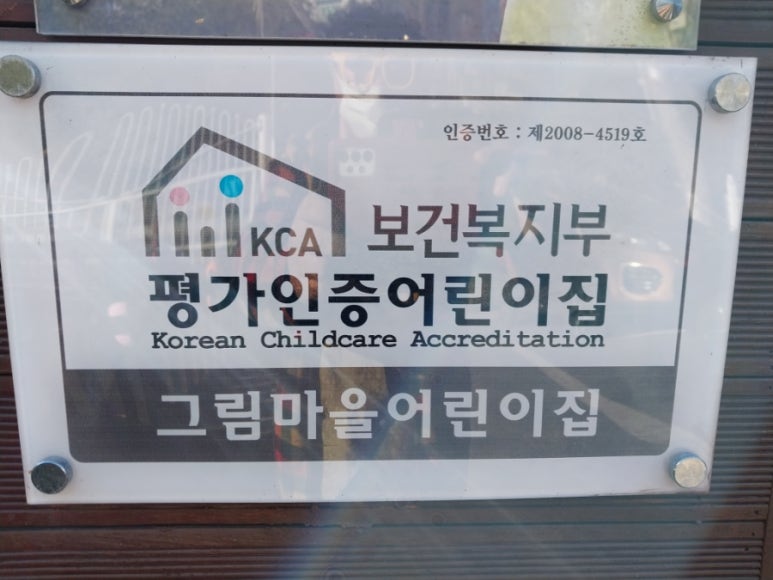 인증번호 : 제2008-4519호
KCA 보건복지부
평가인증어린이집
Korean Childcare Accreditation
그림마을어린이집